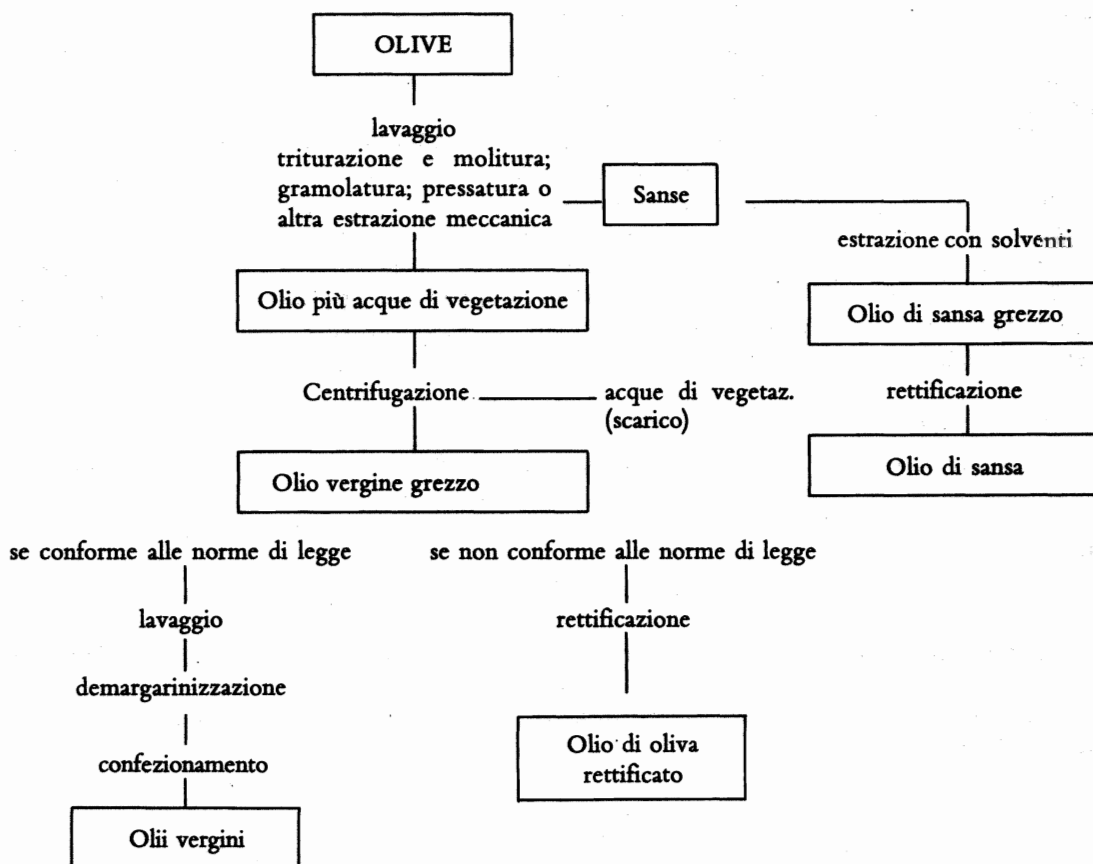 OLIVE
lavaggio
triturazione e molitura;
gramolatura; pressatura o
altra estrazione meccanica
Sanse
estrazione con solventi
Olio più acque di vegetazione
Olio di sansa grezzo
Centrifugazione
acque di vegetaz.
(scarico)
rettificazione
Olio vergine grezzo
Olio di sansa
se conforme alle norme di legge
se non conforme alle norme di legge
lavaggio
rettificazione
demargarinizzazione
Olio di oliva
rettificato
confezionamento
Olii vergini